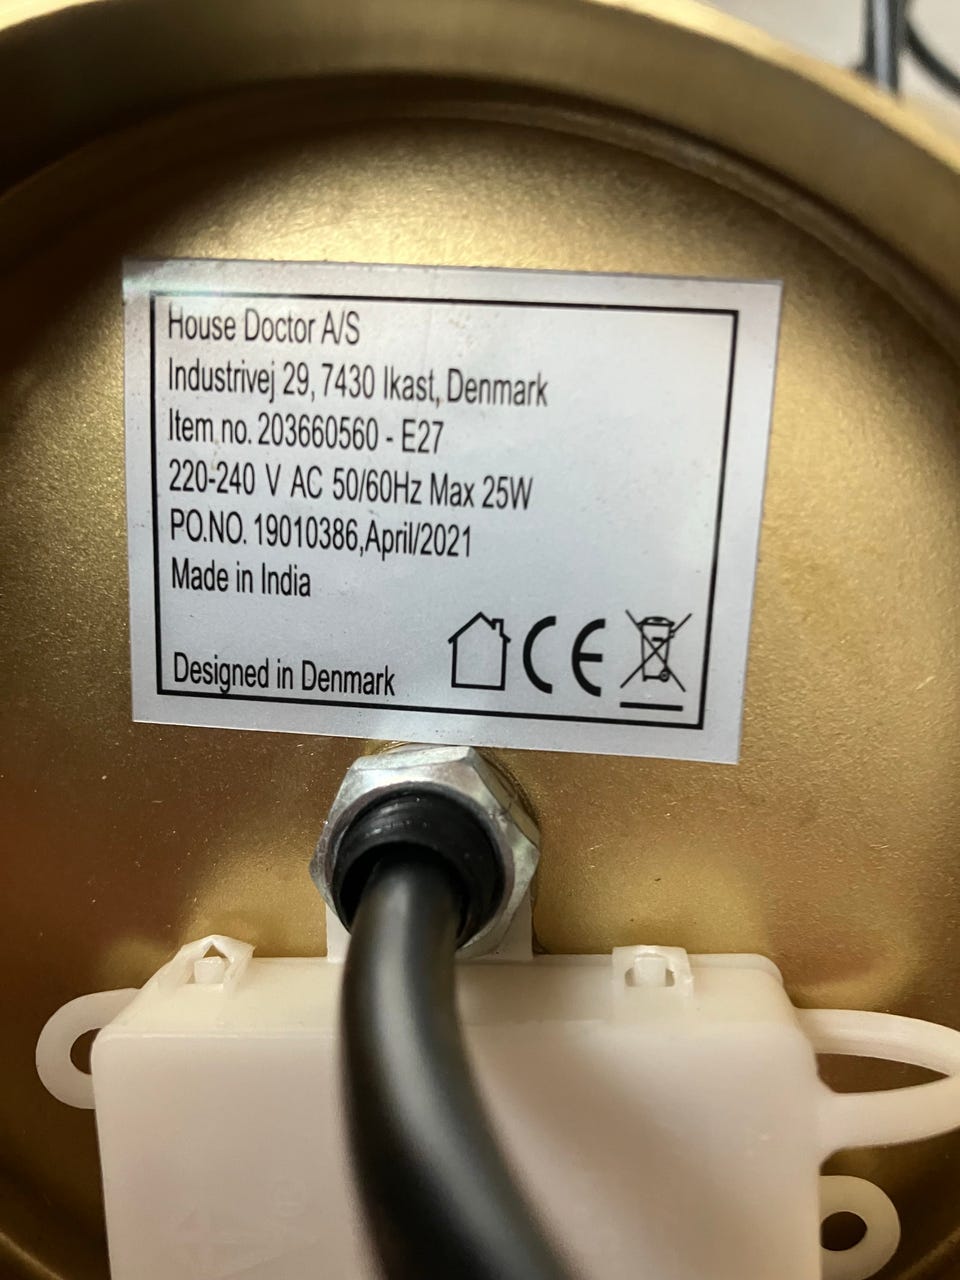 House Doctor A/S
Industrivej 29, 7430 Ikast, Denmark
Item no. 203660560 - E27
220-240 V AC 50/60Hz Max 25W
PO.NO. 19010386,April/2021
Made in India
CE
Designed in Denmark